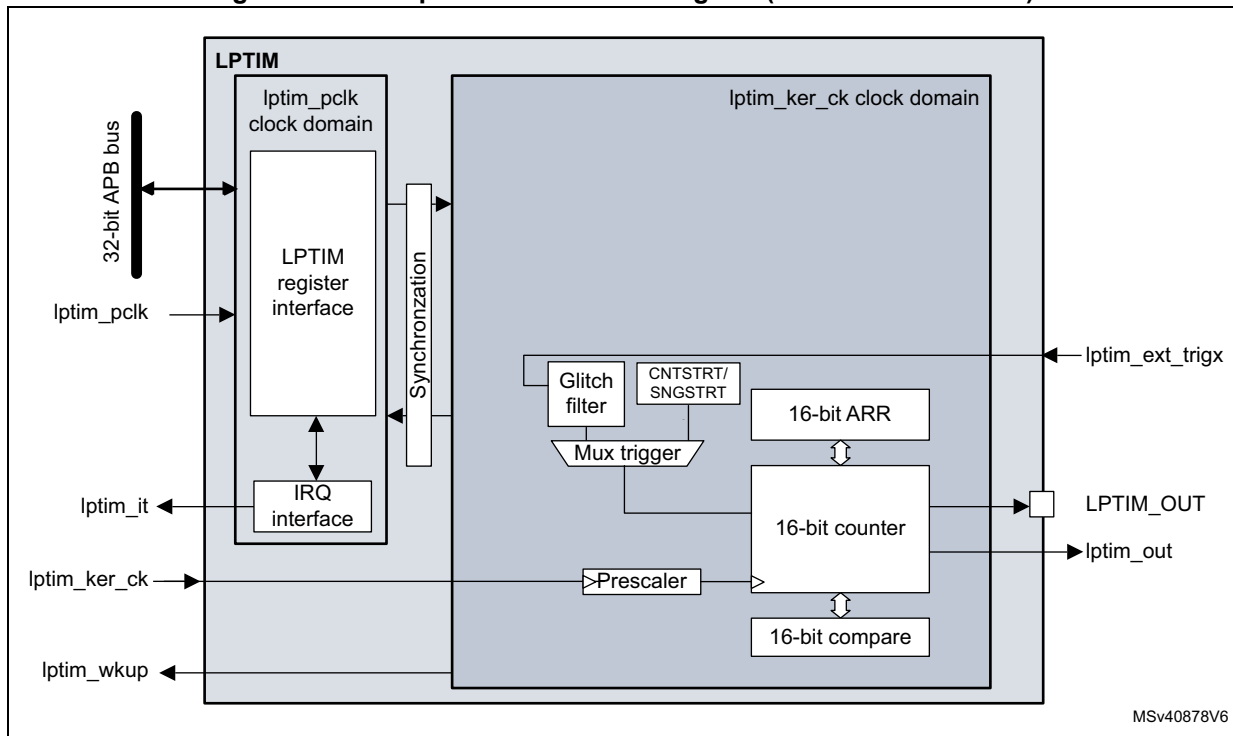 LPTIM
lptim_pclk
clock domain
lptim_ker_ck clock domain
32-bit APB bus
LPTIM
register
interface
Synchronization
lptim_pclk
lptim_ext_trigx
Glitch
filter
CNTSTRT/
SNGSTRT
16-bit ARR
Mux trigger
IRQ
interface
lptim_it
16-bit counter
LPTIM_OUT
lptim_out
lptim_ker_ck
Prescaler
16-bit compare
lptim_wkup
MSv40878V6